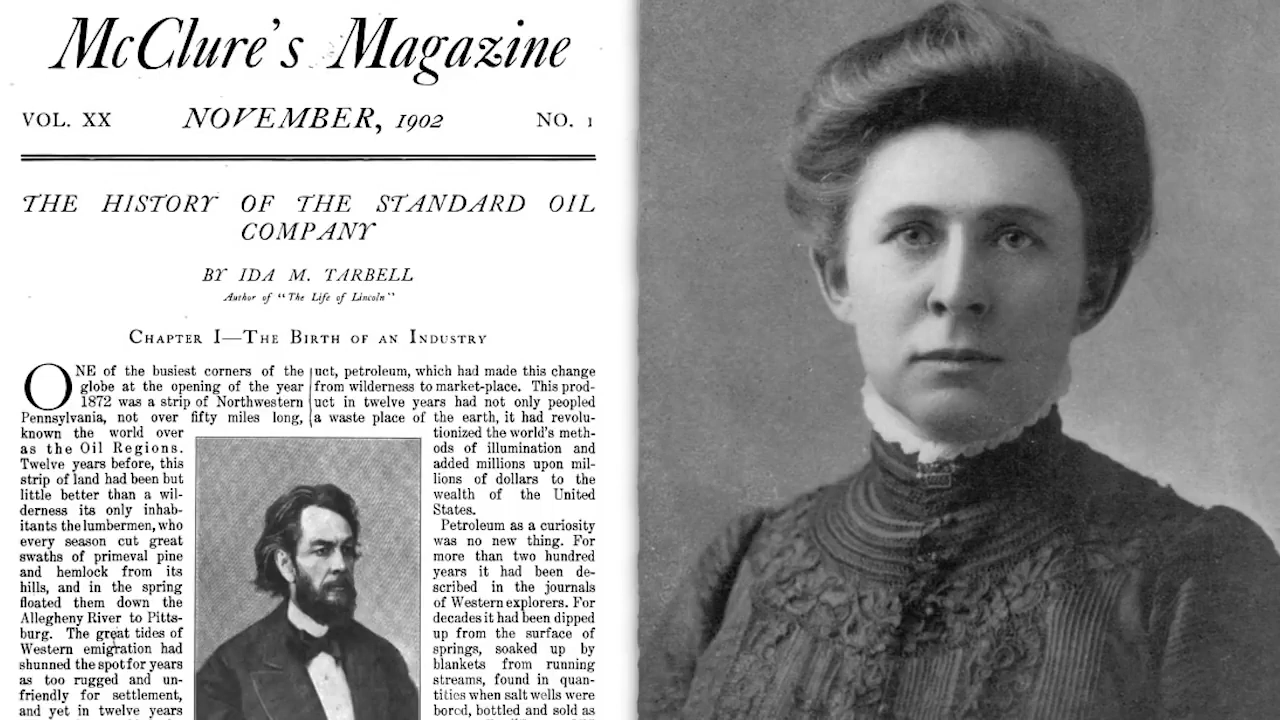 McClure's Magazine
VOL. XX NOVEMBER, 1902 NO. 1
THE HISTORY OF THE STANDARD OIL
COMPANY
BY IDA M. TARBELL
Author of "The Life of Lincoln"
CHAPTER I—THE BIRTH OF AN INDUSTRY
ONE of the busiest corners of the
globe at the opening of the year
1872 was a strip of Northwestern
Pennsylvania, not over fifty miles long,
known the world over
as the Oil Regions.
Twelve years before, this
strip of land had been but
little better than a wil-
derness its only inhab-
itants the lumbermen, who
every season cut great
swaths of primeval pine
and hemlock from its
hills, and in the spring
floated them down the
Allegheny River to Pitts-
burg. The great tides of
Western emigration had
shunned the spot for years
as too rugged and un-
friendly for settlement,
and yet in twelve years
uct, petroleum, which had made this change
from wilderness to market-place. This prod-
uct in twelve years had not only peopled
a waste place of the earth, it had revolu-
tionized the world's meth-
ods of illumination and
added millions upon mil-
lions of dollars to the
wealth of the United
States.
Petroleum as a curiosity
was no new thing. For
more than two hundred
years it had been de-
scribed in the journals
of Western explorers. For
decades it had been dipped
up from the surface of
springs, soaked up by
blankets from running
streams, found in quan-
tities when salt wells were
bored, bottled and sold as